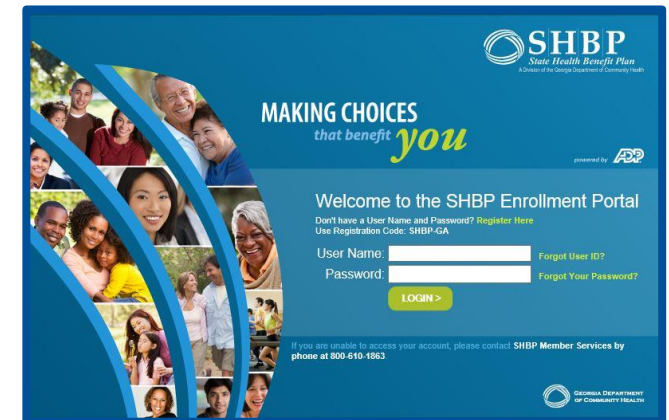 SHBP
State Health Benefit Plan
A Division of the Georgia Department of Community Health
MAKING CHOICES
that benefit you
powered by ADP
Welcome to the SHBP Enrollment Portal
Don't have a User Name and Password? Register Here
Use Registration Code: SHBP-GA
User Name:
Forgot User ID?
Password:
Forgot Your Password?
LOGIN >
If you are unable to access your account, please contact SHBP Member Services by
phone at 800-610-1863.
GEORGIA DEPARTMENT
OF COMMUNITY HEALTH